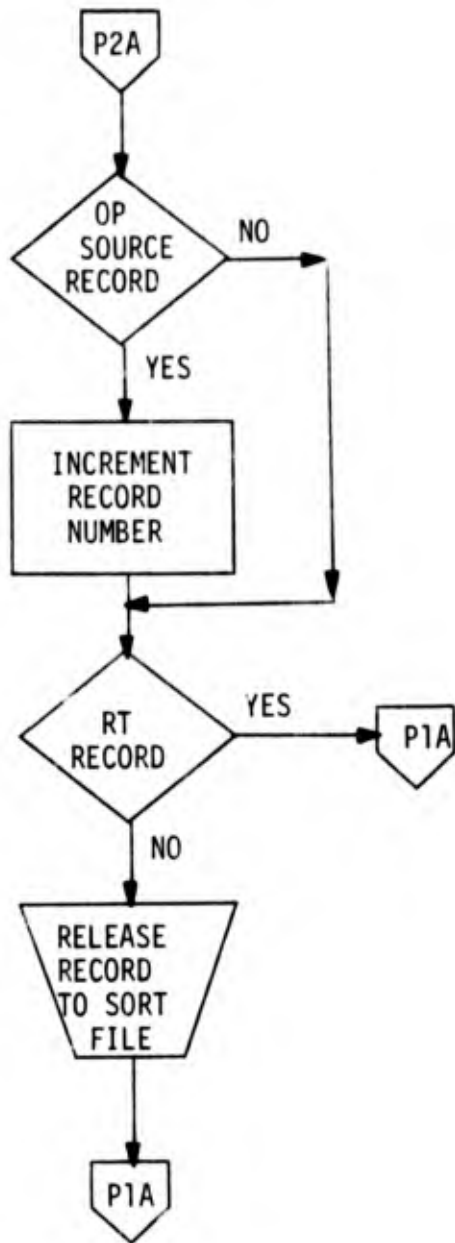 P2A
OP
SOURCE
RECORD
NO
YES
INCREMENT
RECORD
NUMBER
RT
RECORD
YES
P1A
NO
RELEASE
RECORD
TO SORT
FILE
P1A